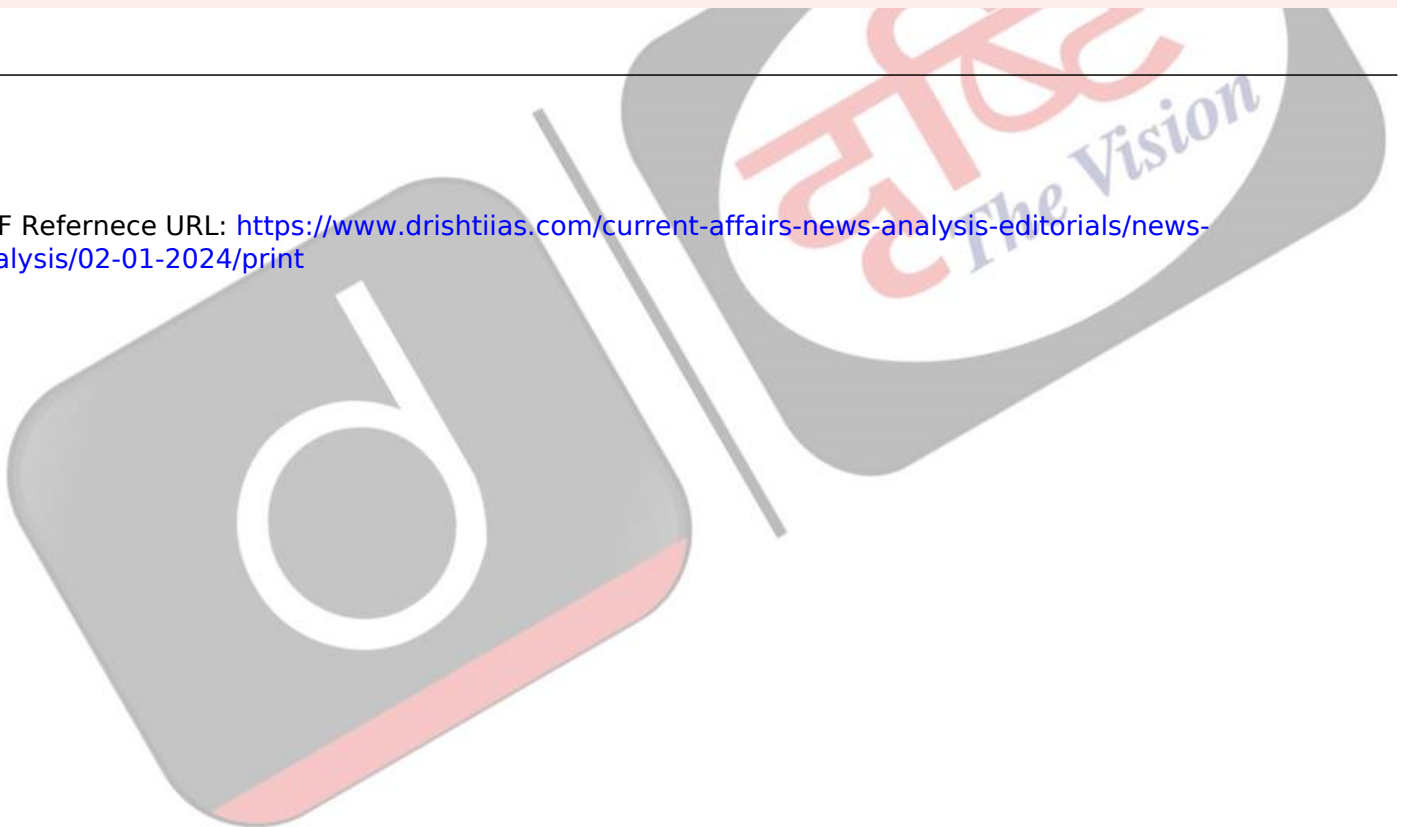 दृष्टि
The Vision
F Refernece URL: https://www.drishtiias.com/current-affairs-news-analysis-editorials/news-
alysis/02-01-2024/print
d